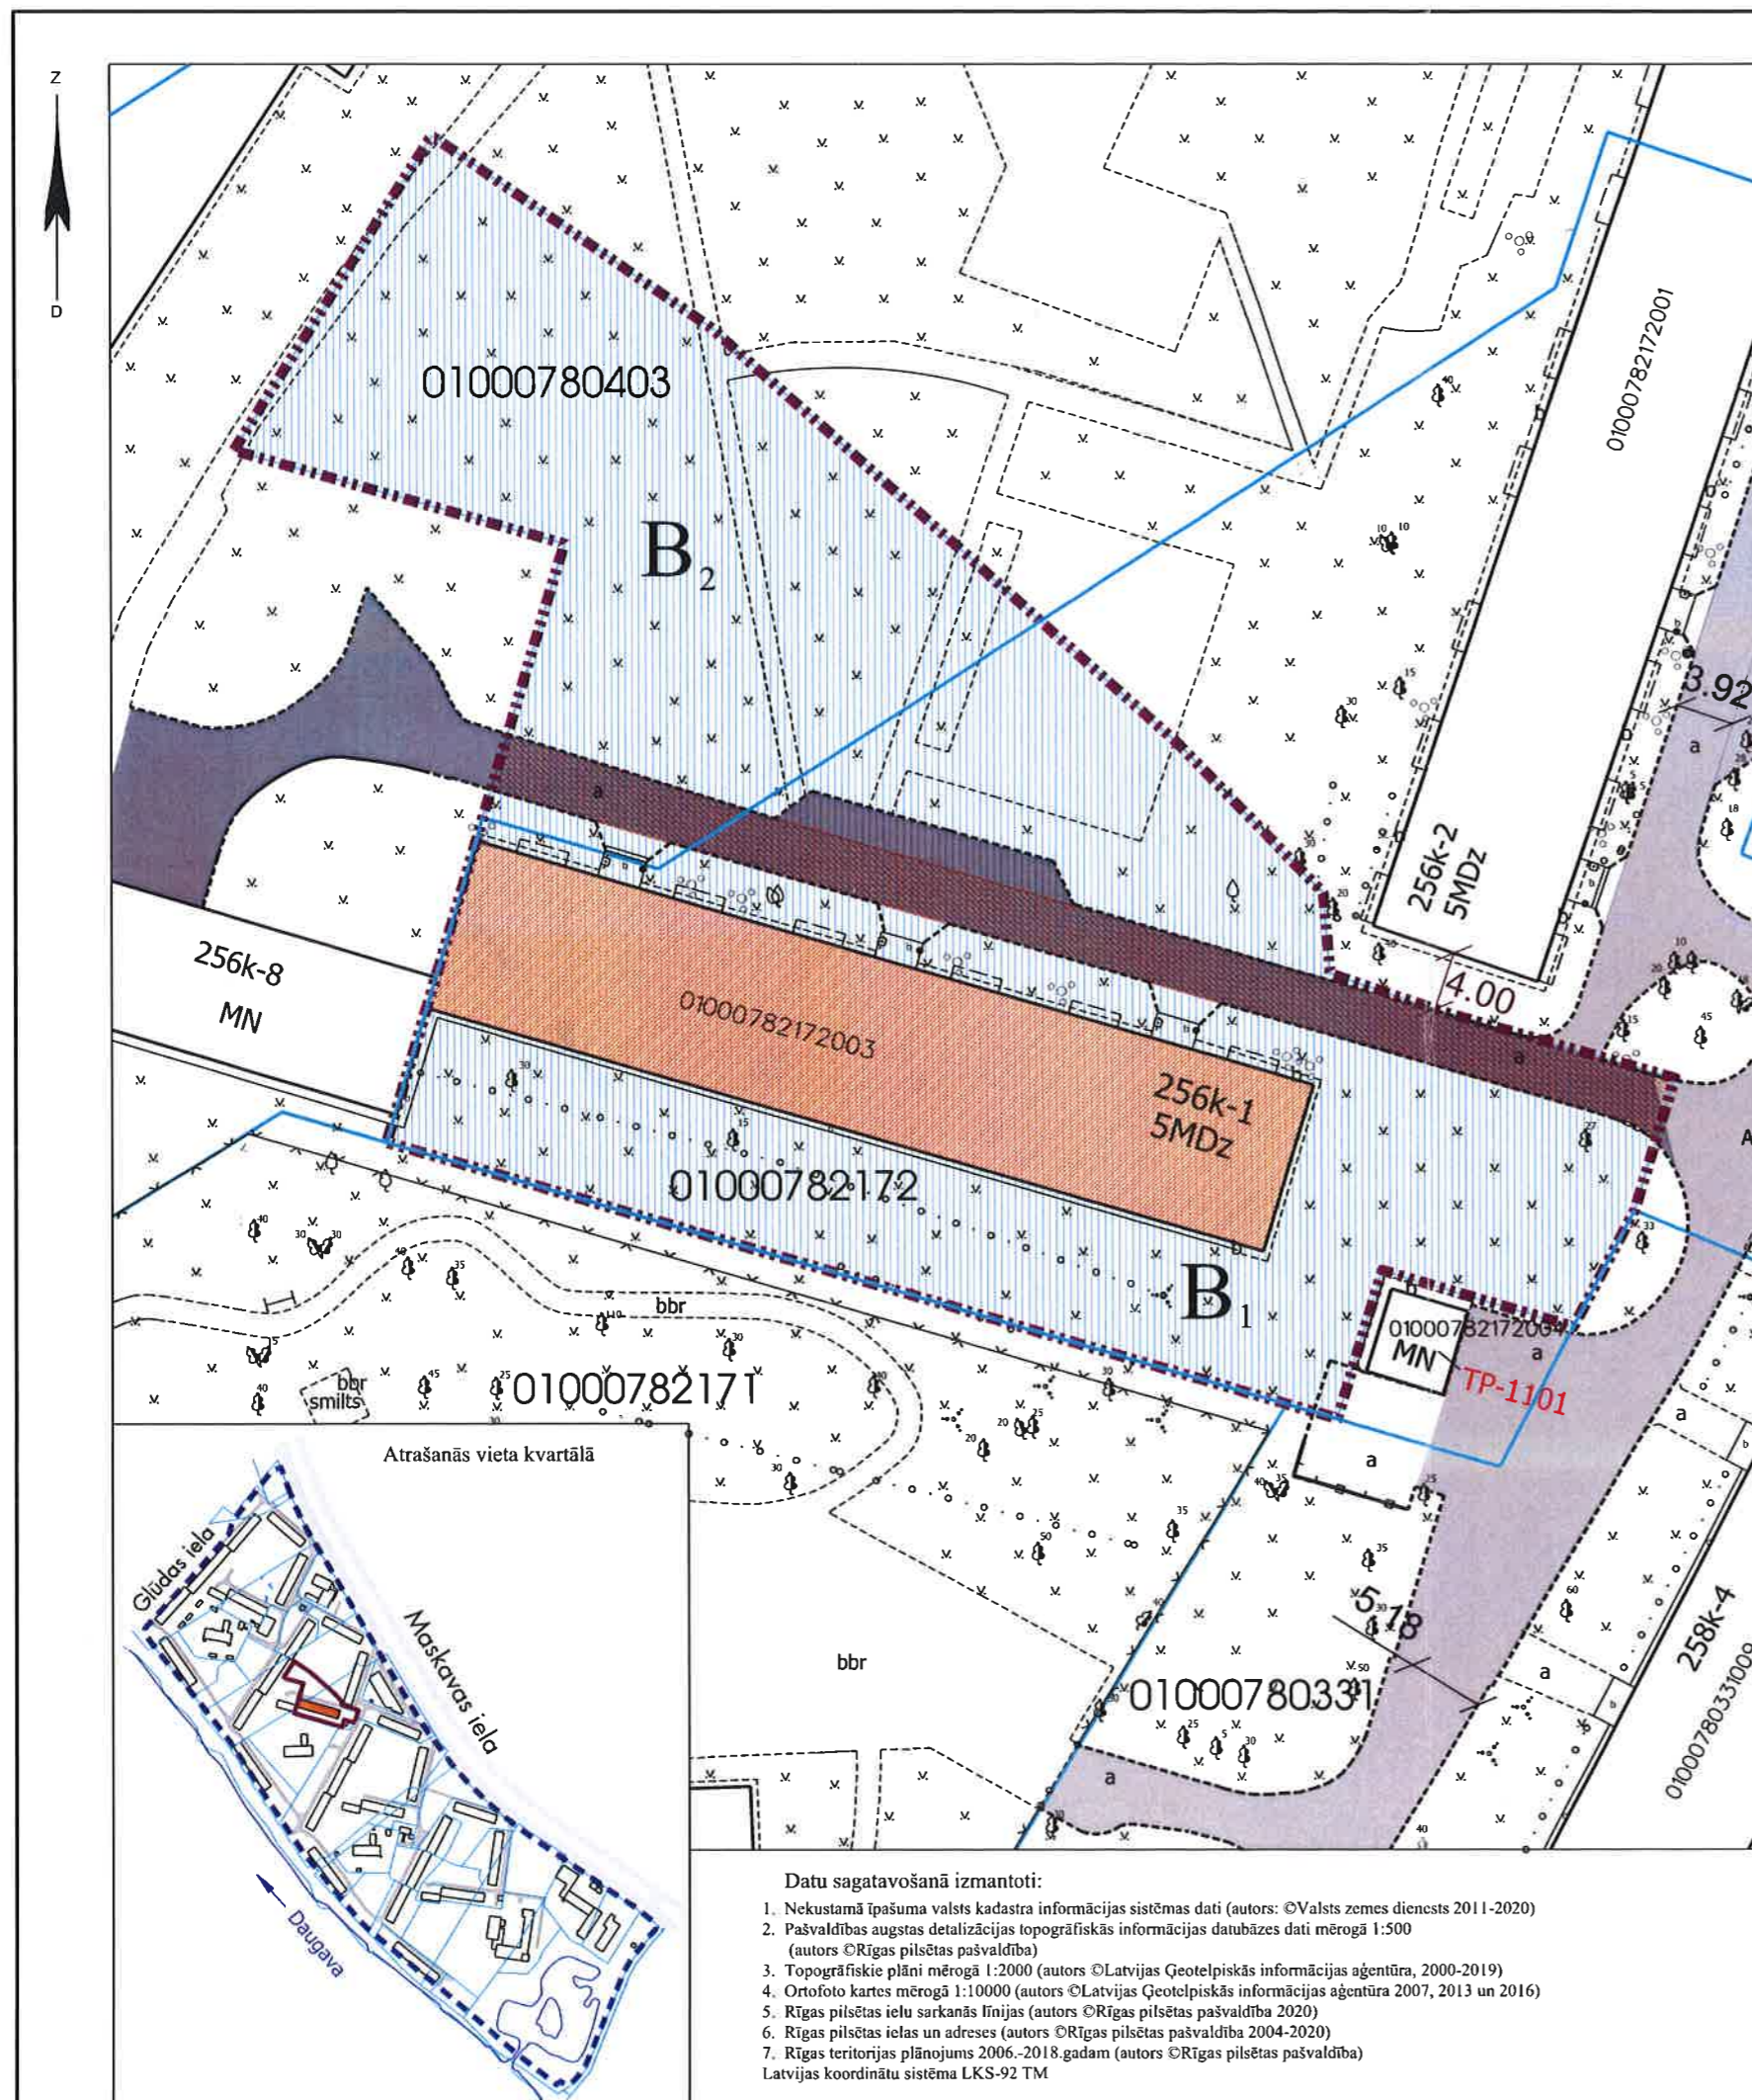 Z
D
01000780403
B2
01000782172001
3.92
a
a
256k-2
5MDz
4.00
256k-8
MN
01000782172003
256k-1
5MDz
a
01000782172
B1
01000782172004
MN
a
TP-1101
bbr
bbr
smilts
01000782171
a
a
5.18
258k-4
a
bbr
01000780331
01000780331009
a
Atrašanās vieta kvartālā
Glūdas iela
Maskavas iela
Daugava
Datu sagatavošanā izmantoti:
1. Nekustamā īpašuma valsts kadastra informācijas sistēmas dati (autors: ©Valsts zemes dienests 2011-2020)
2. Pašvaldības augstas detalizācijas topogrāfiskās informācijas datubāzes dati mērogā 1:500
(autors ©Rīgas pilsētas pašvaldība)
3. Topogrāfiskie plāni mērogā 1:2000 (autors ©Latvijas Ģeotelpiskās informācijas aģentūra, 2000-2019)
4. Ortofoto kartes mērogā 1:10000 (autors ©Latvijas Ģeotelpiskās informācijas aģentūra 2007, 2013 un 2016)
5. Rīgas pilsētas ielu sarkanās līnijas (autors ©Rīgas pilsētas pašvaldība 2020)
6. Rīgas pilsētas ielas un adreses (autors ©Rīgas pilsētas pašvaldība 2004-2020)
7. Rīgas teritorijas plānojums 2006.-2018.gadam (autors ©Rīgas pilsētas pašvaldība)
Latvijas koordinātu sistēma LKS-92 TM